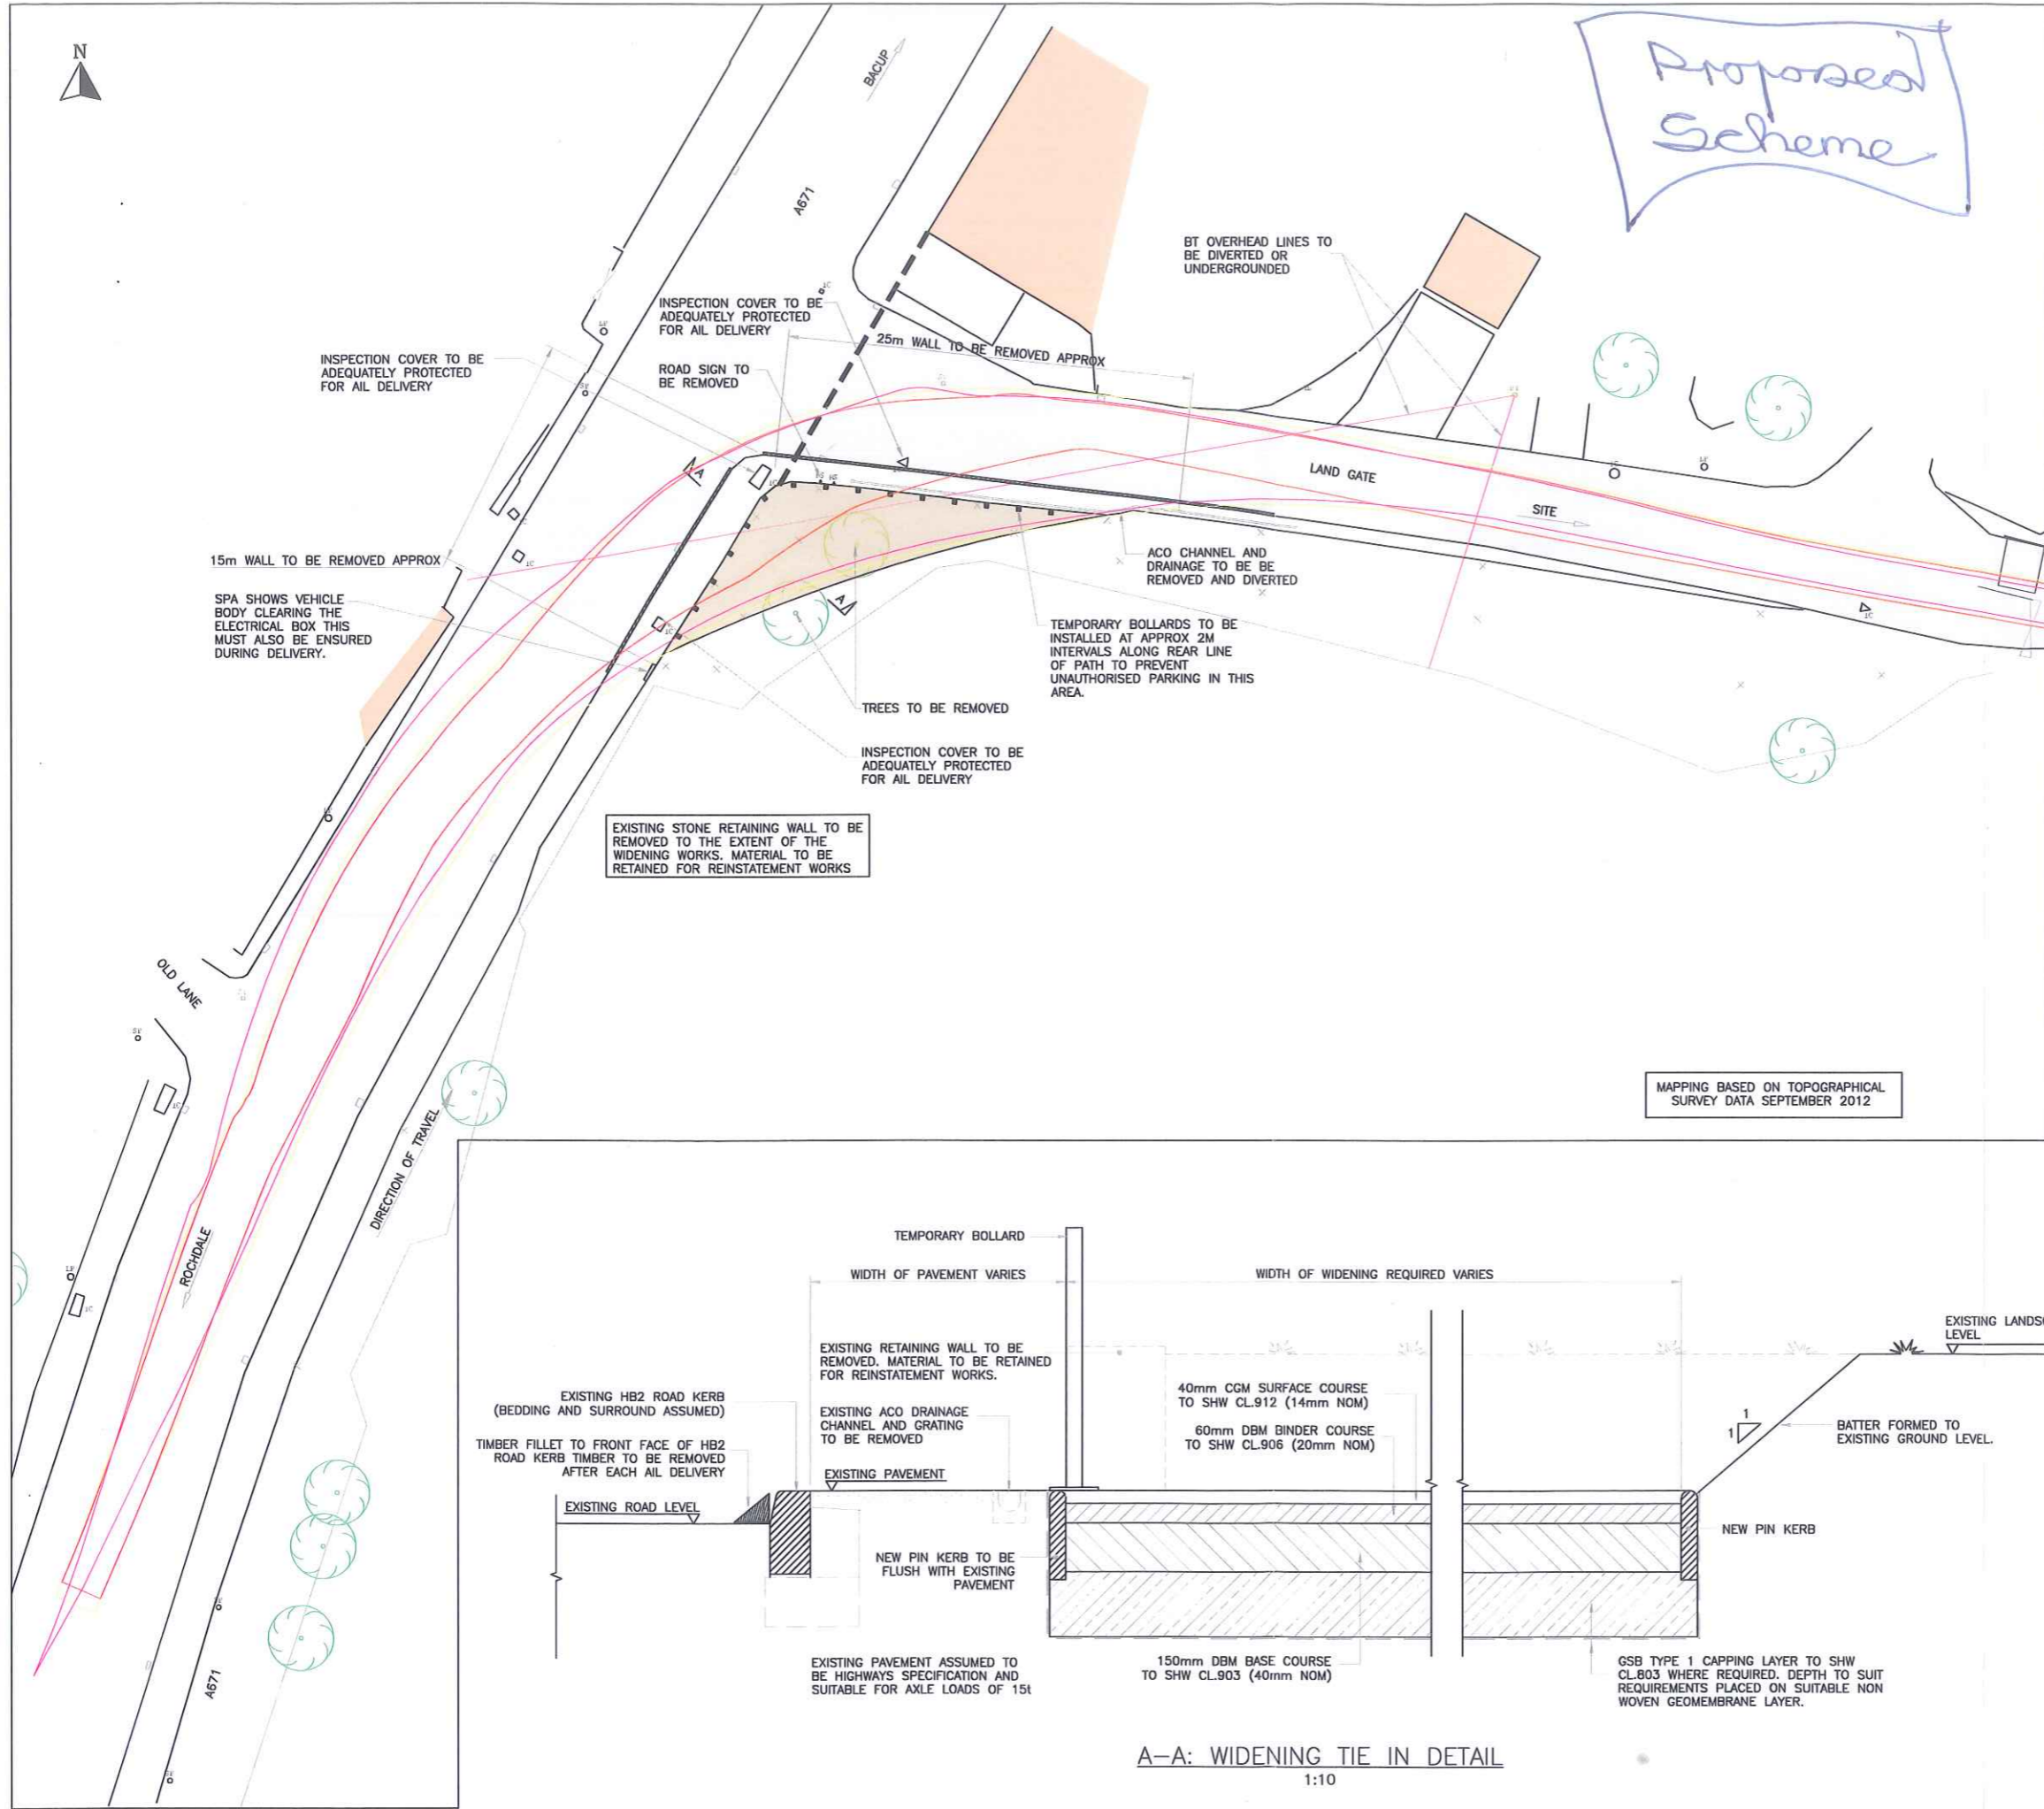 N
Proposed
Scheme
BACUP
A671
BT OVERHEAD LINES TO
BE DIVERTED OR
UNDERGROUNDED
INSPECTION COVER TO BE
ADEQUATELY PROTECTED
FOR AIL DELIVERY
25m WALL TO BE REMOVED APPROX
INSPECTION COVER TO BE
ADEQUATELY PROTECTED
FOR AIL DELIVERY
ROAD SIGN TO
BE REMOVED
A
LAND GATE
SITE
15m WALL TO BE REMOVED APPROX
ACO CHANNEL AND
DRAINAGE TO BE BE
REMOVED AND DIVERTED
SPA SHOWS VEHICLE
BODY CLEARING THE
ELECTRICAL BOX THIS
MUST ALSO BE ENSURED
DURING DELIVERY.
A
TEMPORARY BOLLARDS TO BE
INSTALLED AT APPROX 2M
INTERVALS ALONG REAR LINE
OF PATH TO PREVENT
UNAUTHORISED PARKING IN THIS
AREA.
TREES TO BE REMOVED
INSPECTION COVER TO BE
ADEQUATELY PROTECTED
FOR AIL DELIVERY
EXISTING STONE RETAINING WALL TO BE
REMOVED TO THE EXTENT OF THE
WIDENING WORKS. MATERIAL TO BE
RETAINED FOR REINSTATEMENT WORKS
OLD LANE
MAPPING BASED ON TOPOGRAPHICAL
SURVEY DATA SEPTEMBER 2012
DIRECTION OF TRAVEL
ROCHDALE
A671
TEMPORARY BOLLARD
WIDTH OF PAVEMENT VARIES
WIDTH OF WIDENING REQUIRED VARIES
EXISTING LANDS
LEVEL
EXISTING RETAINING WALL TO BE
REMOVED. MATERIAL TO BE RETAINED
FOR REINSTATEMENT WORKS.
EXISTING HB2 ROAD KERB
(BEDDING AND SURROUND ASSUMED)
40mm CGM SURFACE COURSE
TO SHW CL.912 (14mm NOM)
EXISTING ACO DRAINAGE
CHANNEL AND GRATING
TO BE REMOVED
60mm DBM BINDER COURSE
TO SHW CL.906 (20mm NOM)
1
1
BATTER FORMED TO
EXISTING GROUND LEVEL.
TIMBER FILLET TO FRONT FACE OF HB2
ROAD KERB TIMBER TO BE REMOVED
AFTER EACH AIL DELIVERY
EXISTING PAVEMENT
EXISTING ROAD LEVEL
NEW PIN KERB
NEW PIN KERB TO BE
FLUSH WITH EXISTING
PAVEMENT
EXISTING PAVEMENT ASSUMED TO
BE HIGHWAYS SPECIFICATION AND
SUITABLE FOR AXLE LOADS OF 15t
150mm DBM BASE COURSE
TO SHW CL.903 (40mm NOM)
GSB TYPE 1 CAPPING LAYER TO SHW
CL.803 WHERE REQUIRED. DEPTH TO SUIT
REQUIREMENTS PLACED ON SUITABLE NON
WOVEN GEOMEMBRANE LAYER.
A-A: WIDENING TIE IN DETAIL
1:10